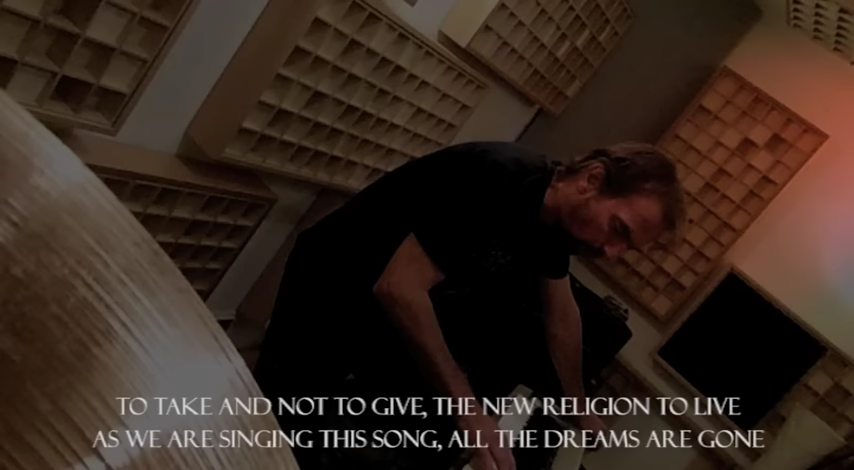 TO TAKE AND NOT TO GIVE, THE NEW RELIGION TO LIVE
AS WE ARE SINGING THIS SONG, ALL THE DREAMS ARE GONE